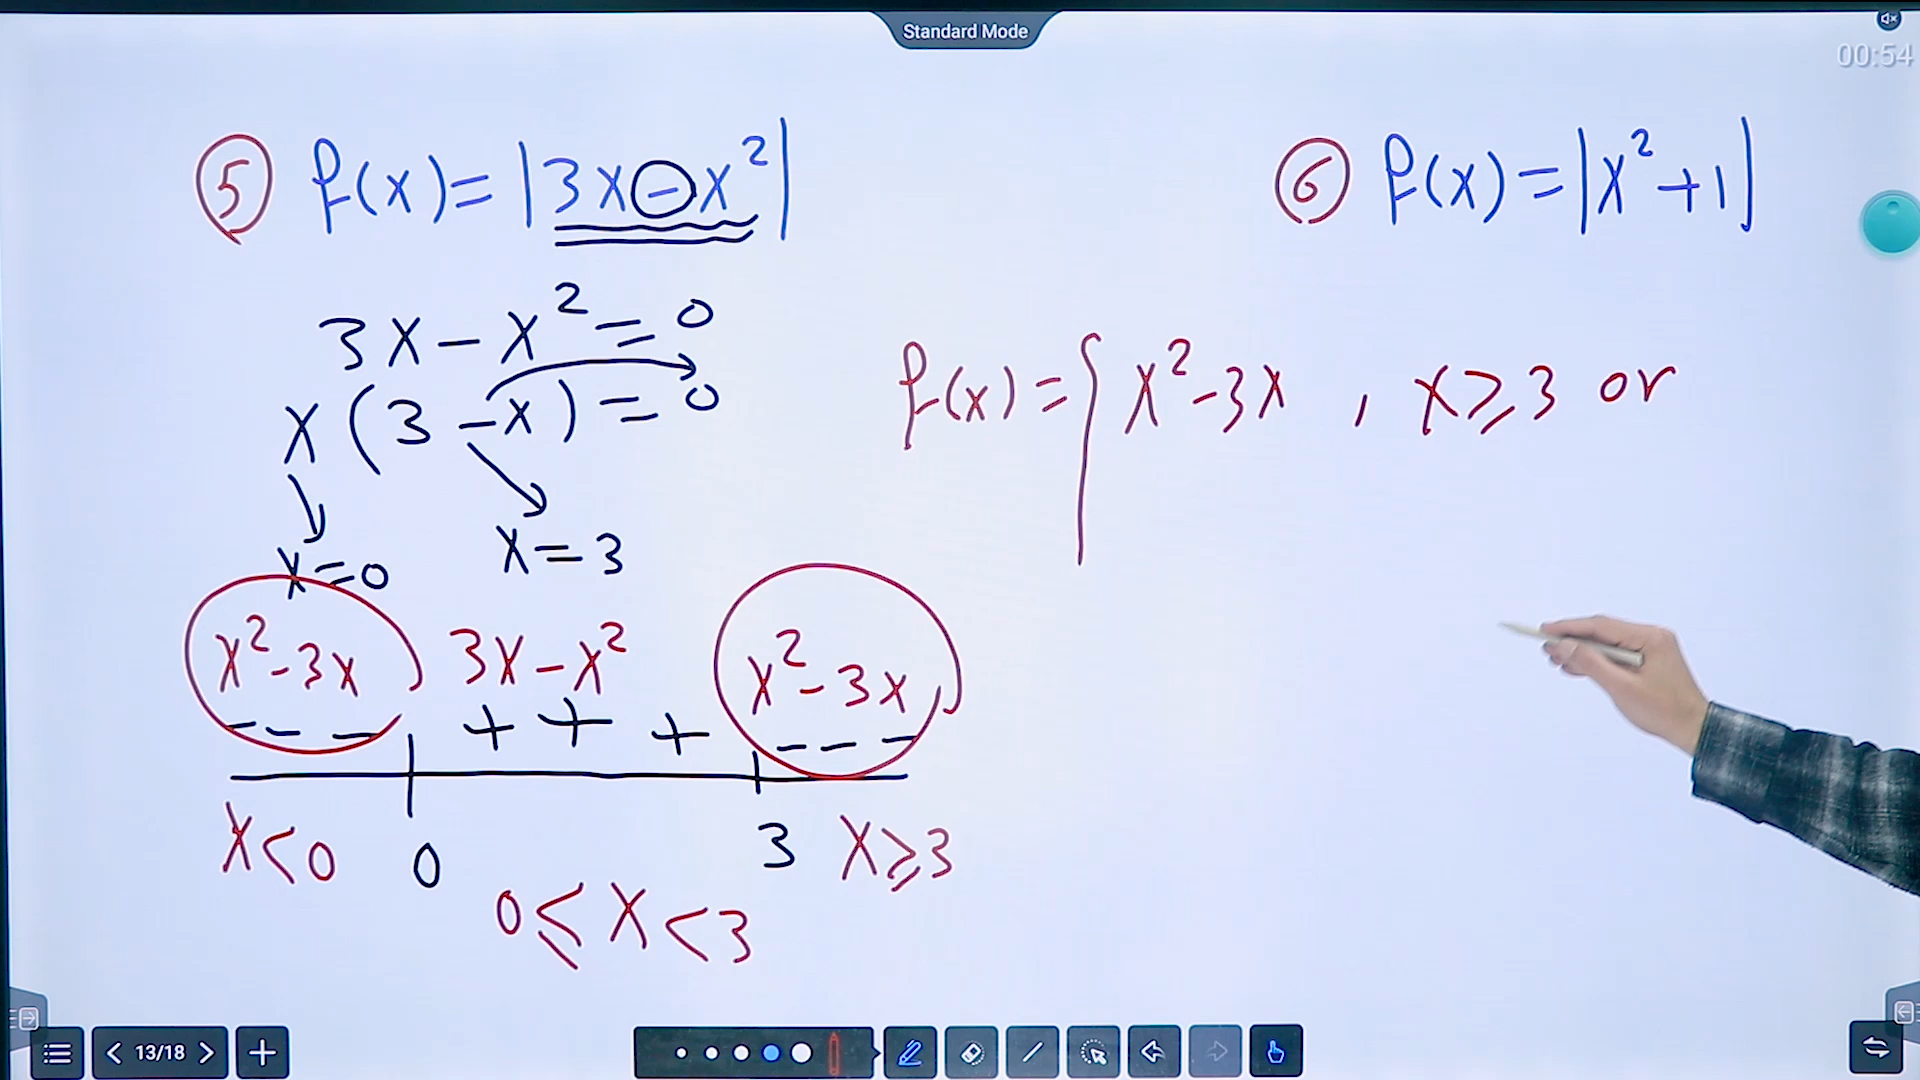 Standard Mode
00:54
⑤ f(x) = |3x - x²|
⑥ f(x) = |x² + 1|
3x - x² = 0
x(3 - x) = 0
x = 0
x = 3
f(x) = { x² - 3x , x ≥ 3 or
x² - 3x
3x - x²
x² - 3x
- - - + + + - - -
x < 0
0
3
x ≥ 3
0 ≤ x < 3
13/18